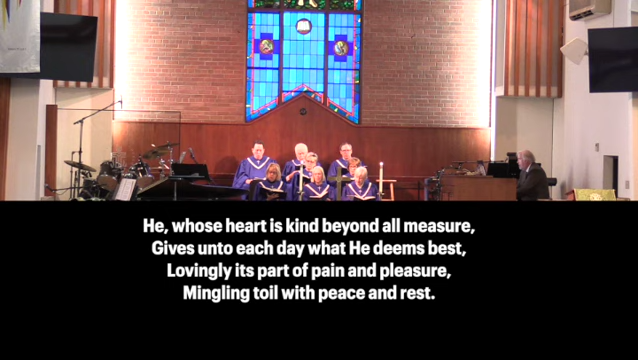 He, whose heart is kind beyond all measure,
Gives unto each day what He deems best,
Lovingly its part of pain and pleasure,
Mingling toil with peace and rest.